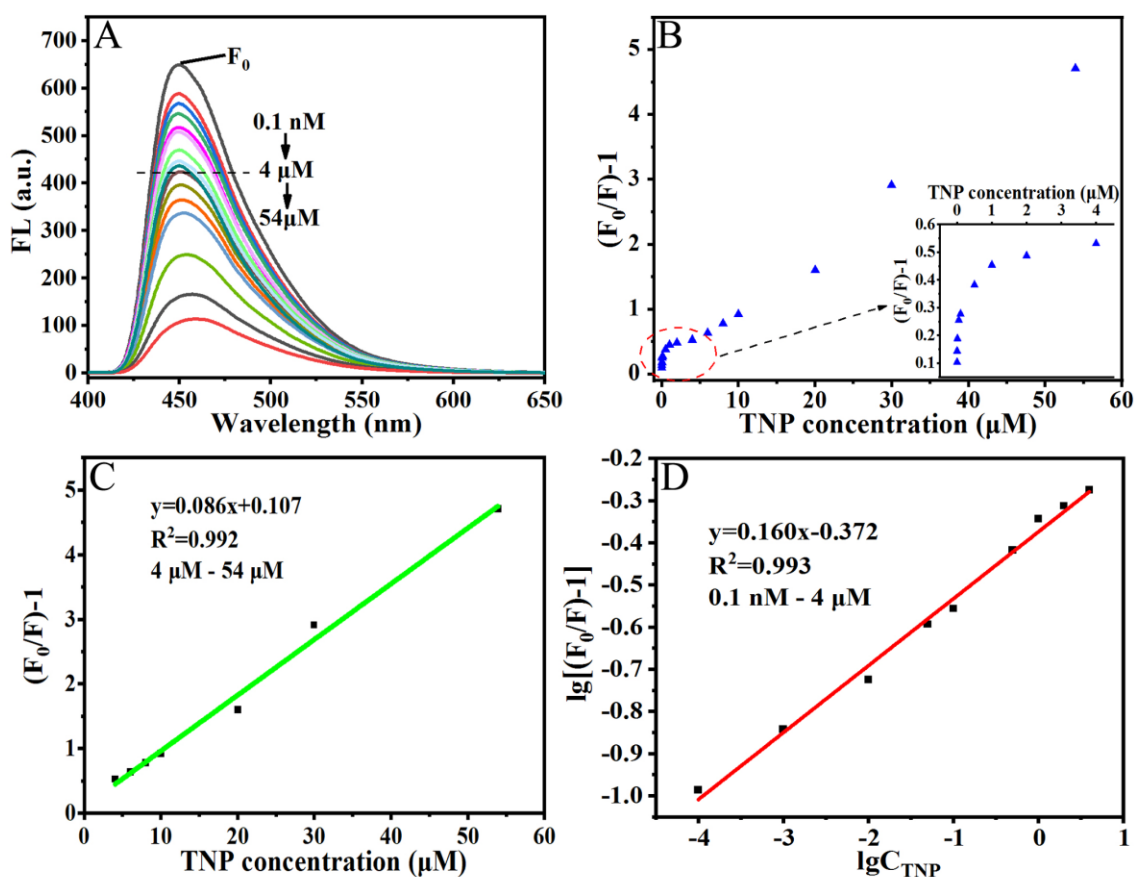 A
F₀
0.1 nM
4 μM
54μM
700
600
500
400
300
200
100
0
FL (a.u.)
400 450 500 550 600 650
Wavelength (nm)
B
5
4
3
2
1
0
(F₀/F)-1
0 10 20 30 40 50 60
TNP concentration (μM)
TNP concentration (μM)
0 1 2 3 4
0.6
0.5
0.4
0.3
0.2
0.1
(F₀/F)-1
C
y=0.086x+0.107
R²=0.992
4 μM - 54 μM
5
4
3
2
1
0
(F₀/F)-1
0 10 20 30 40 50 60
TNP concentration (μM)
D
y=0.160x-0.372
R²=0.993
0.1 nM - 4 μM
-0.2
-0.3
-0.4
-0.5
-0.6
-0.7
-0.8
-0.9
-1.0
lg[(F₀/F)-1]
-4 -3 -2 -1 0 1
lgC_TNP